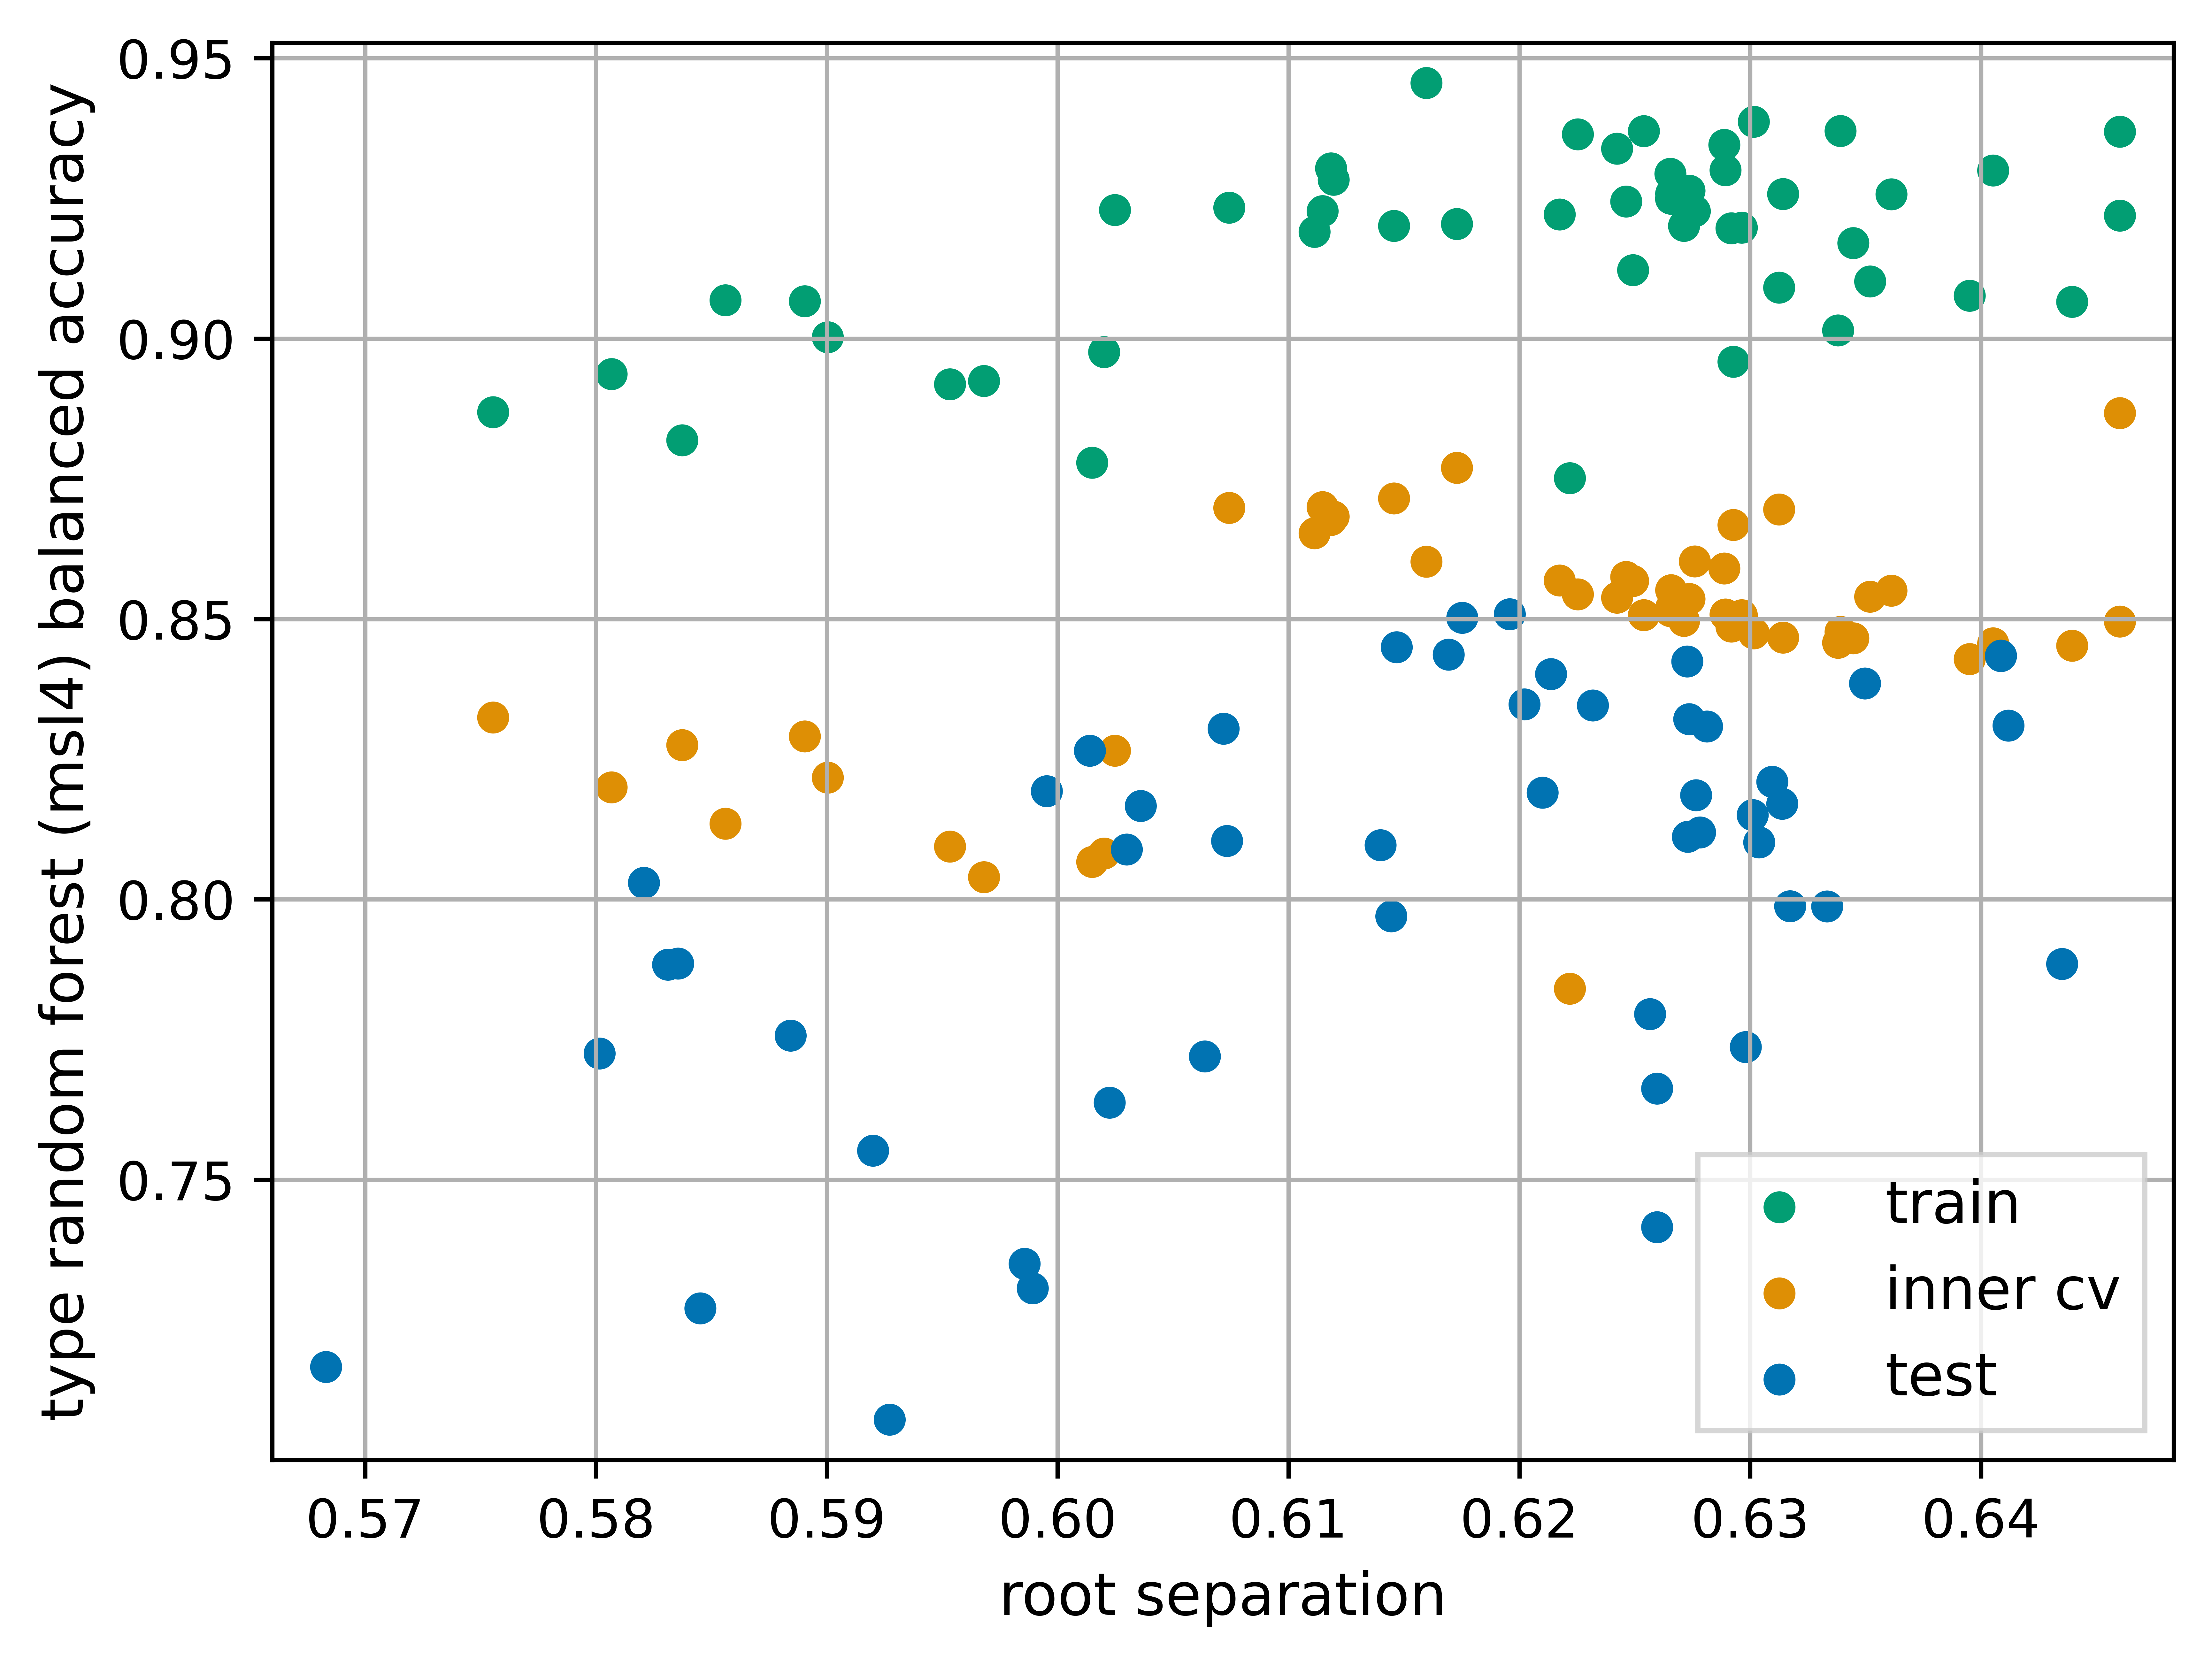 type random forest (msl4) balanced accuracy
0.95
0.90
0.85
0.80
0.75
train
inner cv
test
0.57 0.58 0.59 0.60 0.61 0.62 0.63 0.64
root separation